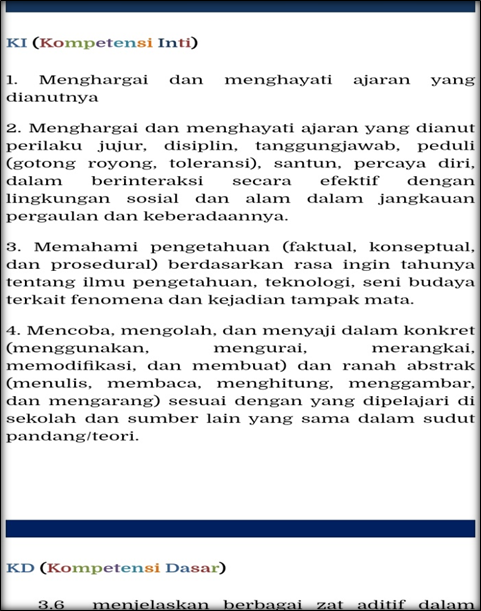 KI (Kompetensi Inti)
1. Menghargai dan menghayati ajaran yang
dianutnya
2. Menghargai dan menghayati ajaran yang dianut
perilaku jujur, disiplin, tanggungjawab, peduli
(gotong royong, toleransi), santun, percaya diri,
dalam berinteraksi secara efektif dengan
lingkungan sosial dan alam dalam jangkauan
pergaulan dan keberadaannya.
3. Memahami pengetahuan (faktual, konseptual,
dan prosedural) berdasarkan rasa ingin tahunya
tentang ilmu pengetahuan, teknologi, seni budaya
terkait fenomena dan kejadian tampak mata.
4. Mencoba, mengolah, dan menyaji dalam konkret
(menggunakan, mengurai, merangkai,
memodifikasi, dan membuat) dan ranah abstrak
(menulis, membaca, menghitung, menggambar,
dan mengarang) sesuai dengan yang dipelajari di
sekolah dan sumber lain yang sama dalam sudut
pandang/teori.
KD (Kompetensi Dasar)
3.6 menjelaskan berbagai zat aditif dalam